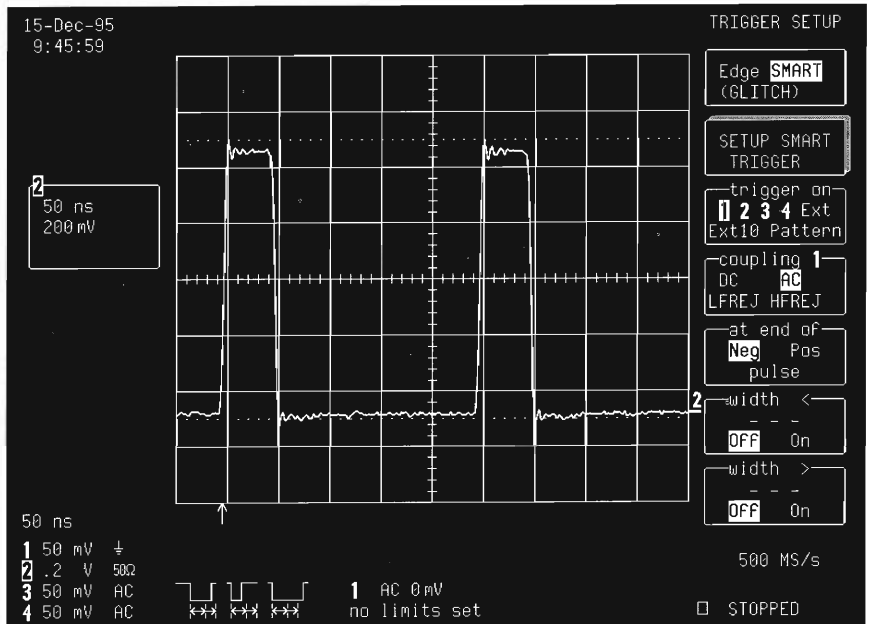 15-Dec-95
9:45:59
TRIGGER SETUP
Edge SMART
(GLITCH)
SETUP SMART
TRIGGER
trigger on
1 2 3 4 Ext
Ext10 Pattern
coupling 1
DC AC
LFREJ HFREJ
at end of
Neg Pos
pulse
width <
- - -
Off On
width >
- - -
Off On
2
50 ns
200 mV
2
50 ns
1 50 mV
2 .2 V 50Ω
3 50 mV AC
4 50 mV AC
1 AC 0 mV
no limits set
500 MS/s
STOPPED